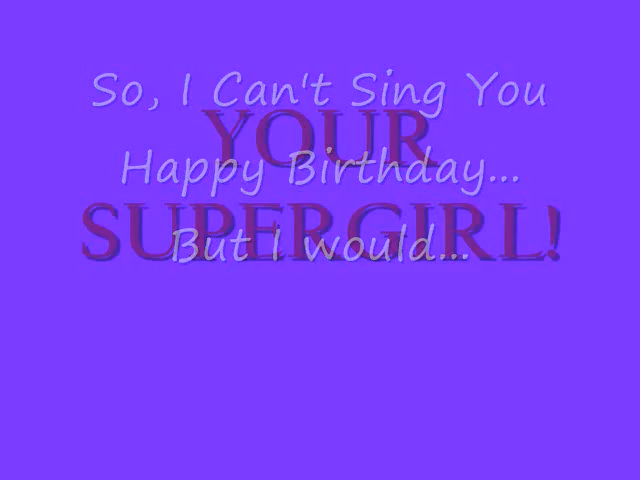 So, I Can't Sing You
YOUR
Happy Birthday...
SUPERGIRL!
But I would...